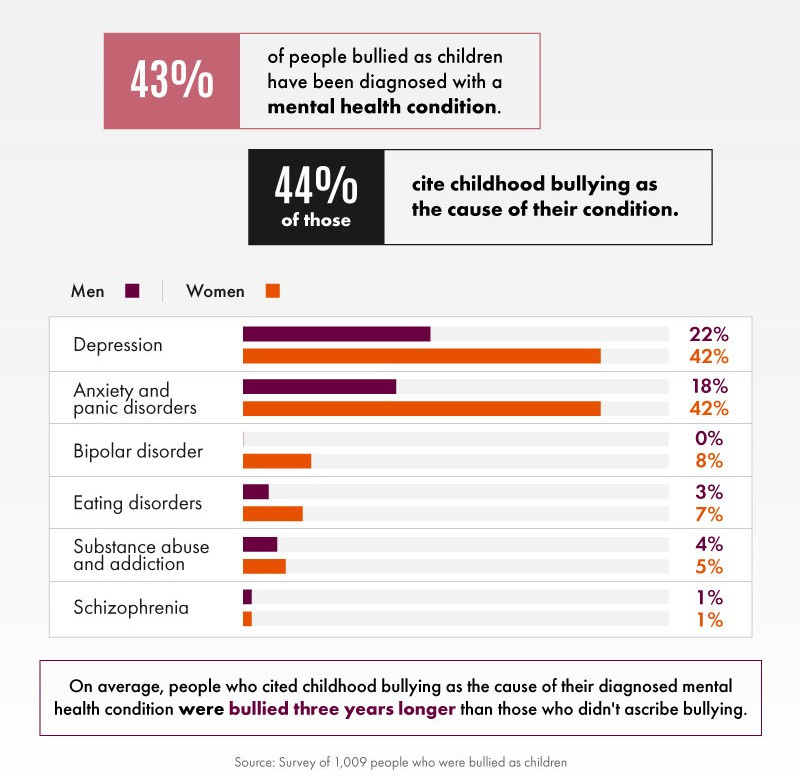 43%
of people bullied as children
have been diagnosed with a
mental health condition.
44%
of those
cite childhood bullying as
the cause of their condition.
Men
Women
Depression
22%
42%
Anxiety and
panic disorders
18%
42%
Bipolar disorder
0%
8%
Eating disorders
3%
7%
Substance abuse
and addiction
4%
5%
Schizophrenia
1%
1%
On average, people who cited childhood bullying as the cause of their diagnosed mental
health condition were bullied three years longer than those who didn't ascribe bullying.
Source: Survey of 1,009 people who were bullied as children